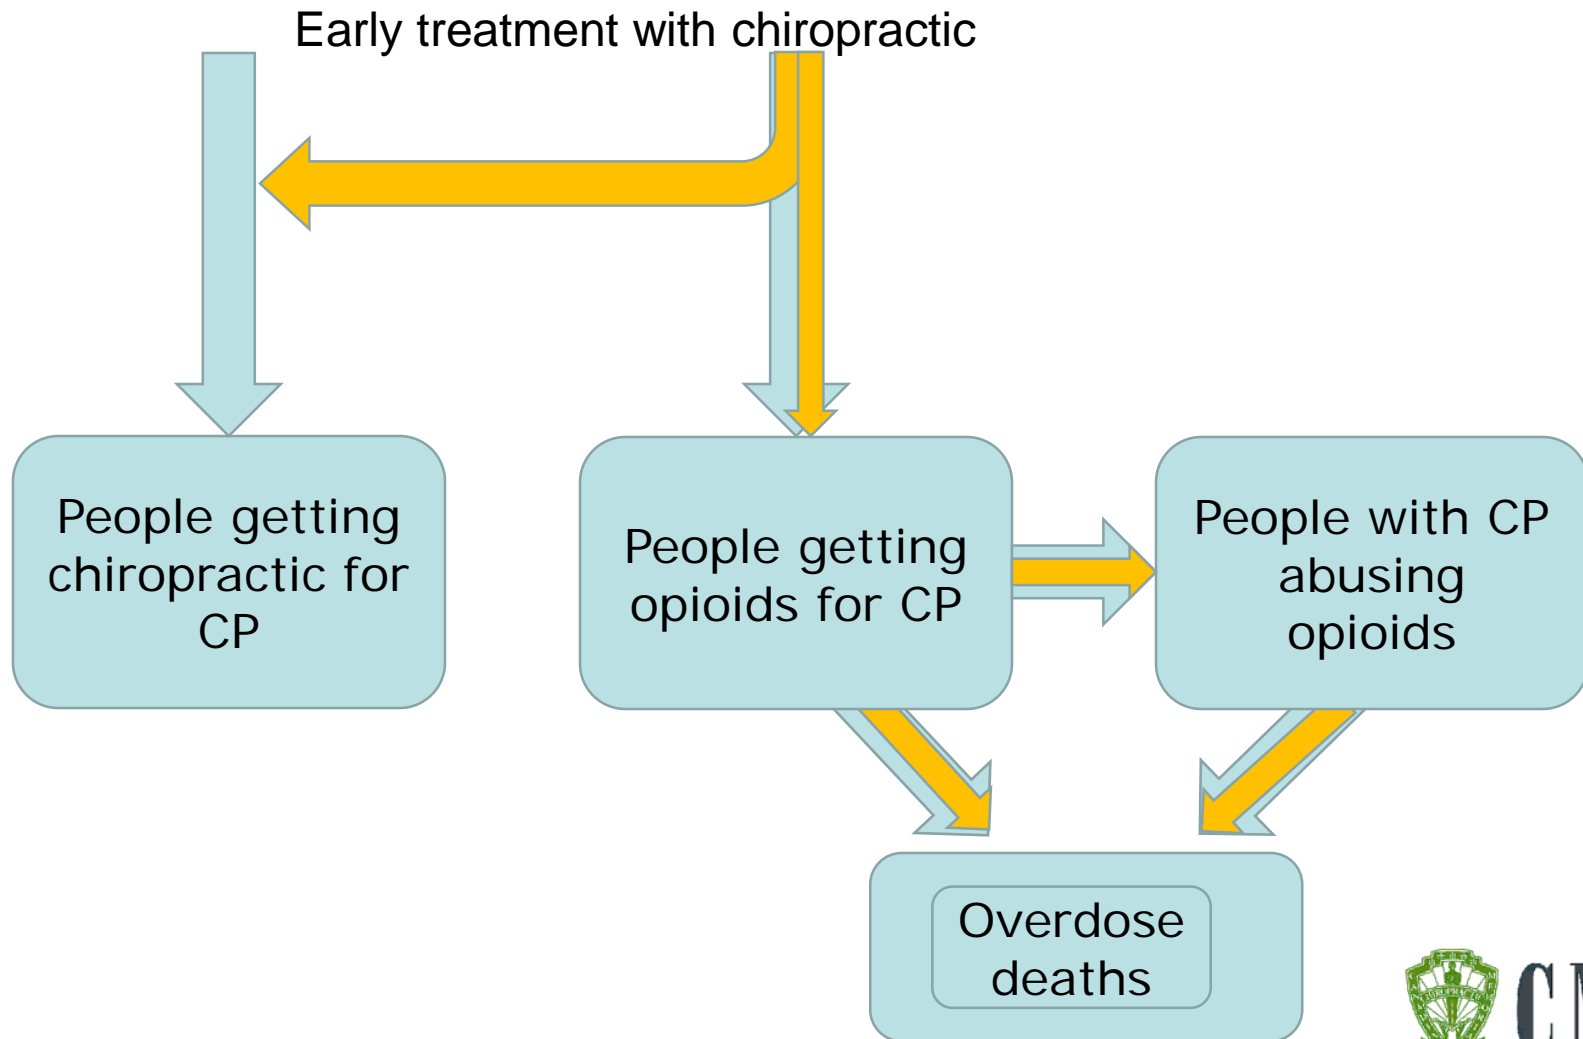 Early treatment with chiropractic
People getting
chiropractic for
CP
People getting
opioids for CP
People with CP
abusing
opioids
Overdose
deaths